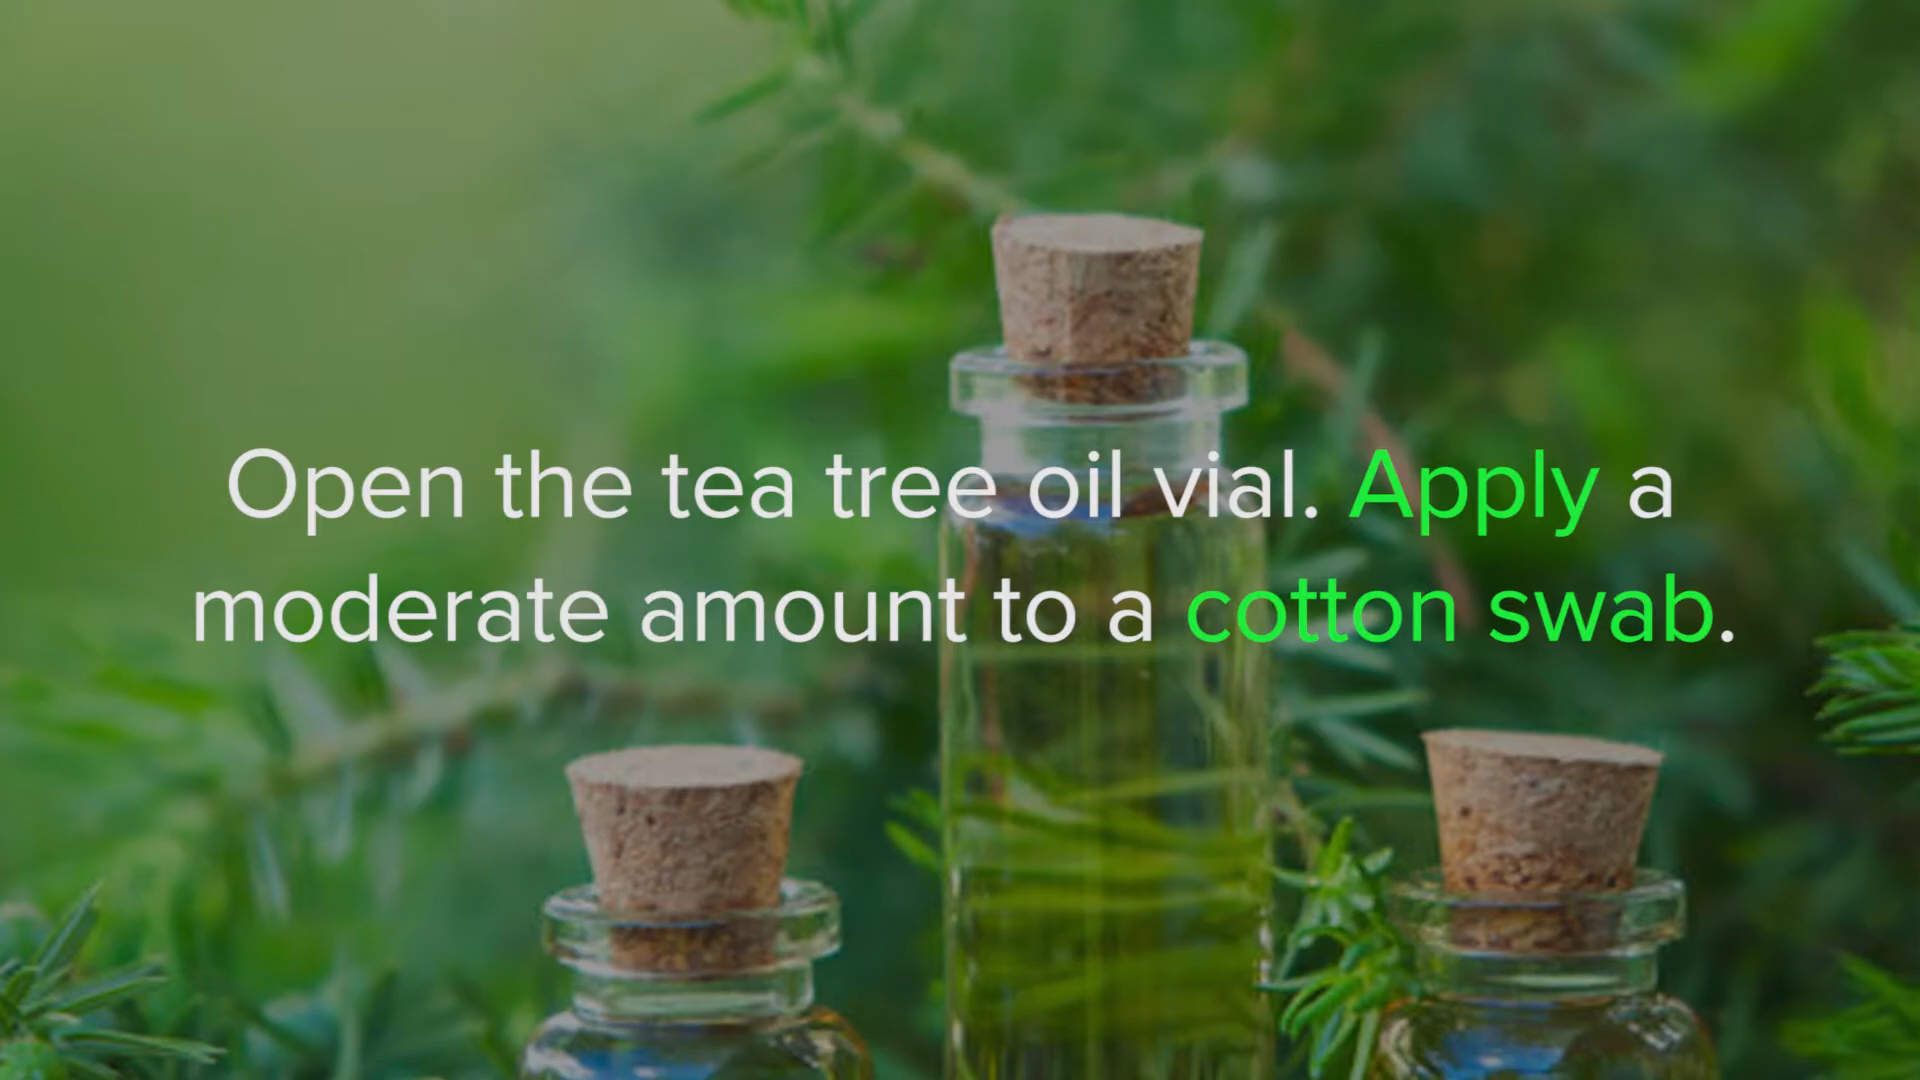 Open the tea tree oil vial. Apply a
moderate amount to a cotton swab.